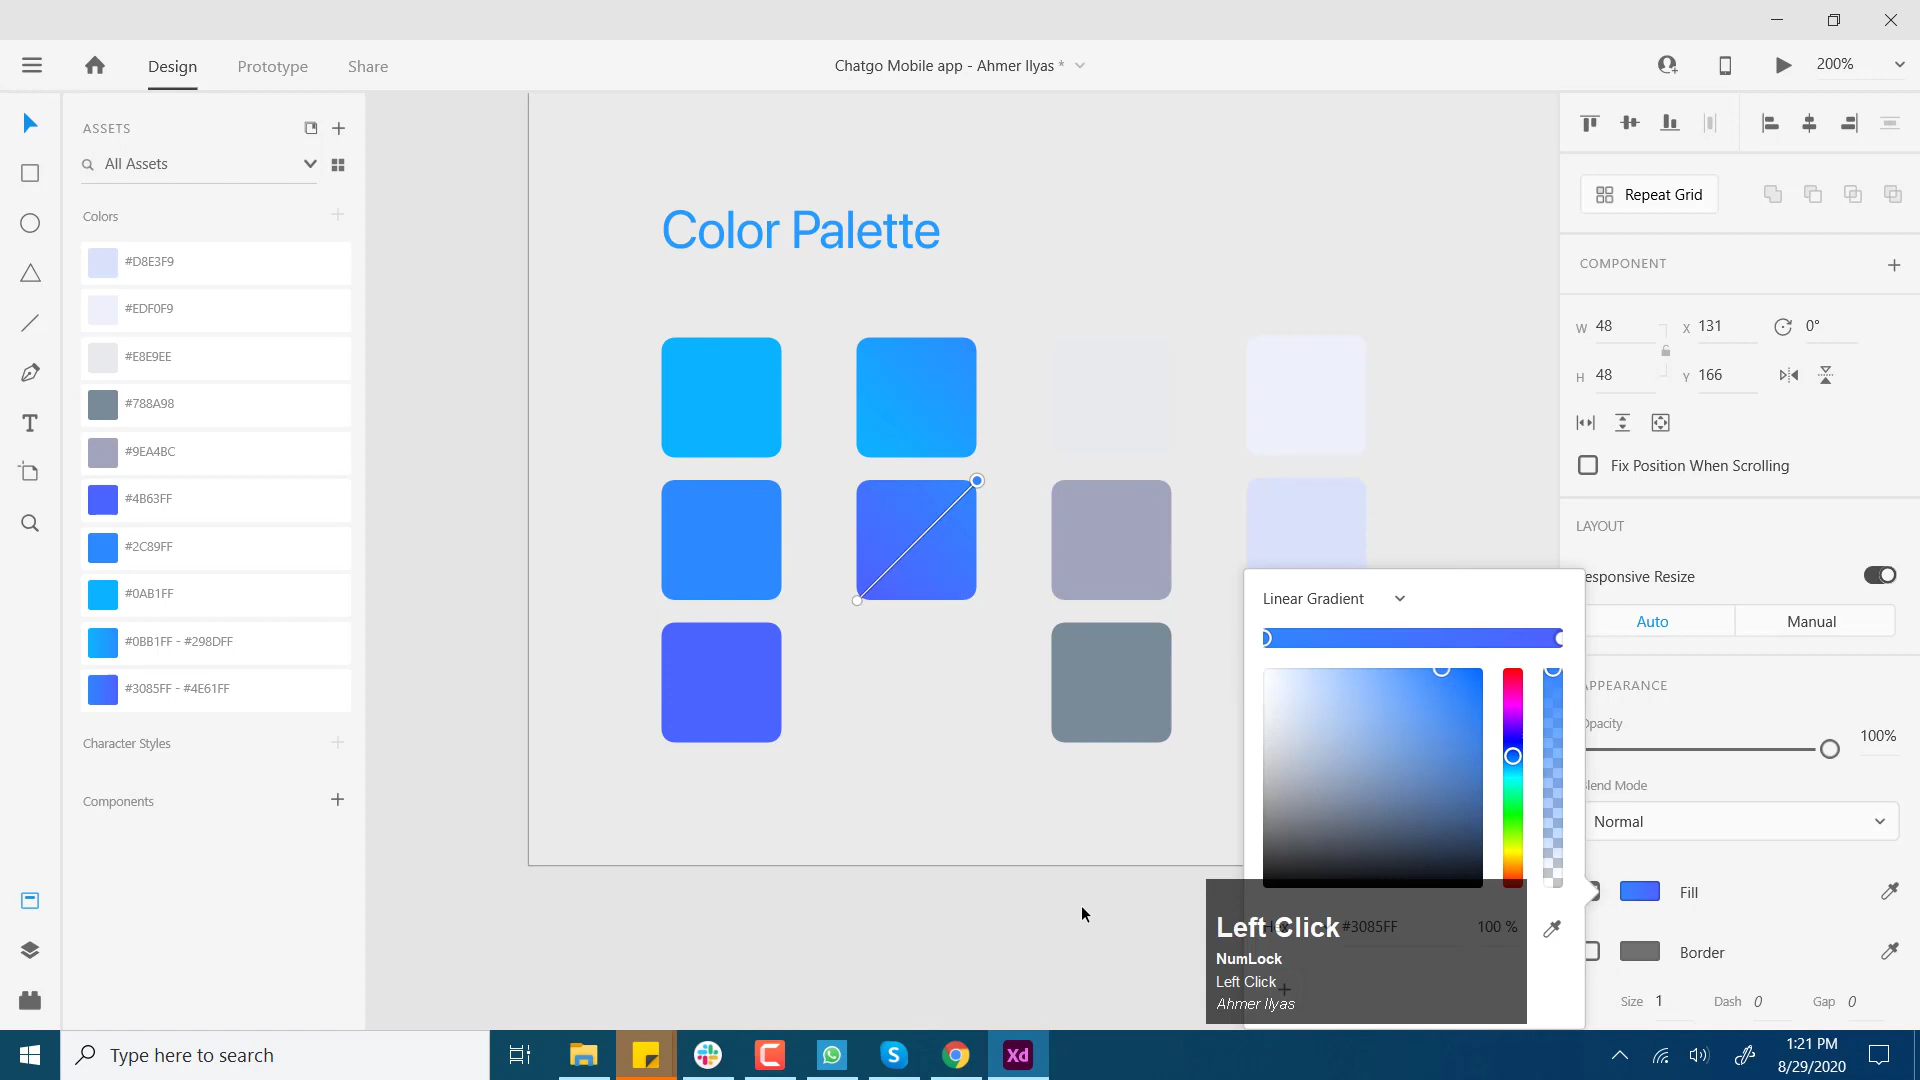 Design
Prototype
Share
Chatgo Mobile app - Ahmer Ilyas *
200%
ASSETS
All Assets
Colors
#D8E3F9
#EDF0F9
#E8E9EE
#788A98
#9EA4BC
#4B63FF
#2C89FF
#0AB1FF
#0BB1FF - #298DFF
#3085FF - #4E61FF
Character Styles
Components
Color Palette
Repeat Grid
COMPONENT
W 48
X 131
0°
H 48
Y 166
Fix Position When Scrolling
LAYOUT
esponsive Resize
Auto
Manual
PPEARANCE
pacity
100%
lend Mode
Normal
Fill
Border
Size 1
Dash 0
Gap 0
Linear Gradient
Hex
#3085FF
100 %
Left Click
NumLock
Left Click
Ahmer Ilyas
Type here to search
Xd
1:21 PM
8/29/2020